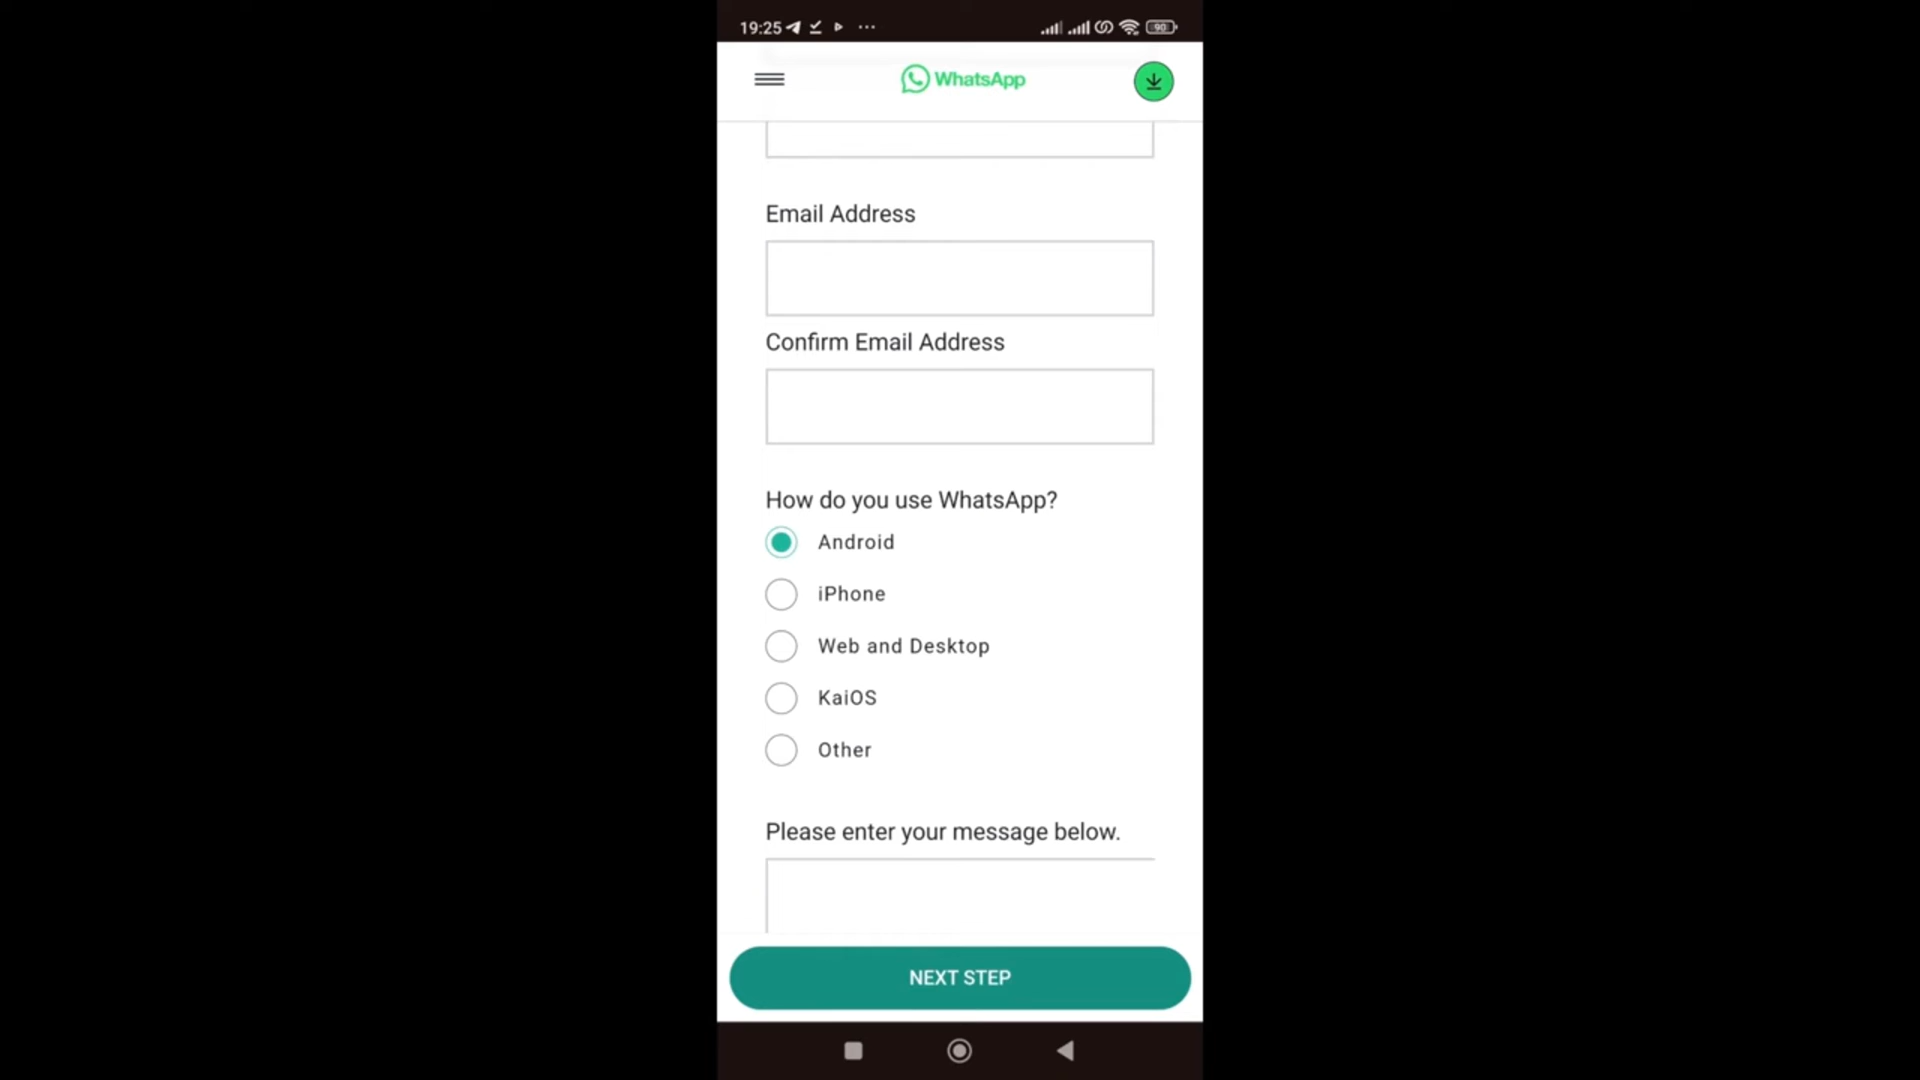 19:25
90
WhatsApp
Email Address
Confirm Email Address
How do you use WhatsApp?
Android
iPhone
Web and Desktop
KaiOS
Other
Please enter your message below.
NEXT STEP